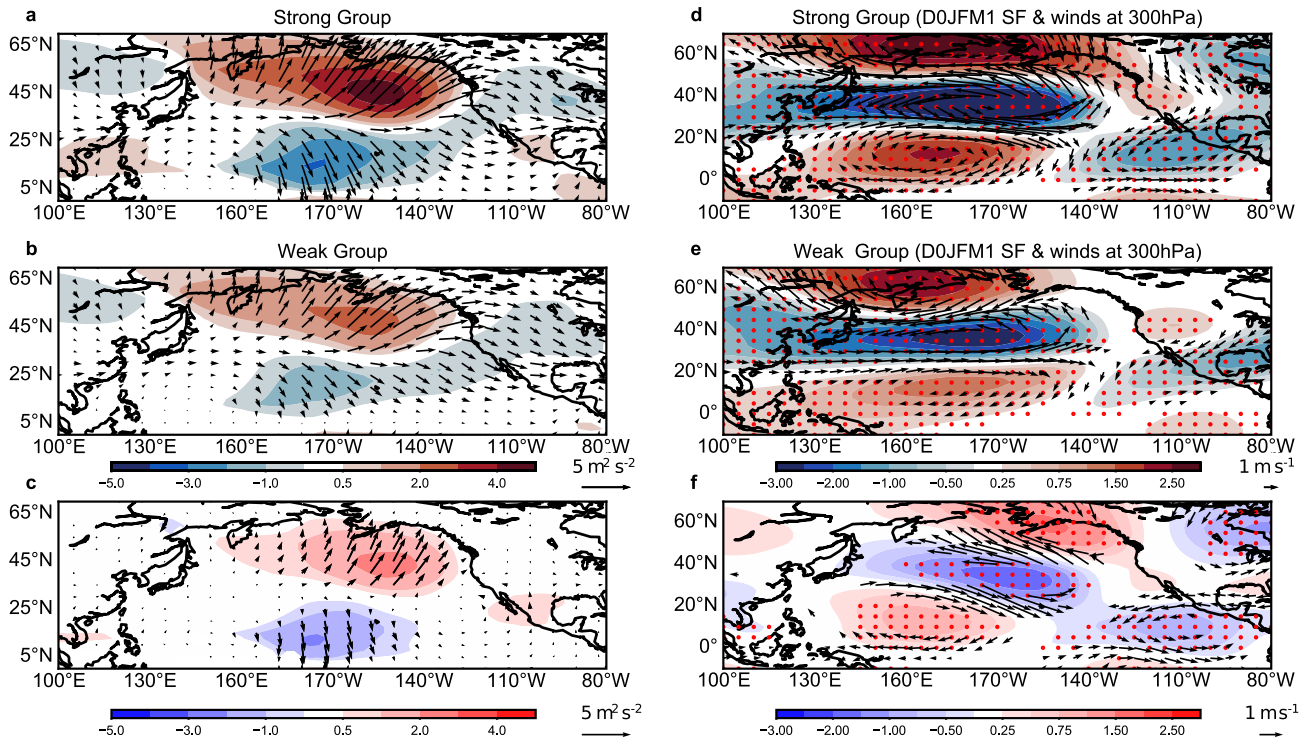 a Strong Group
65°N
45°N
25°N
5°N
100°E 130°E 160°E 170°W 140°W 110°W 80°W
b Weak Group
65°N
45°N
25°N
5°N
100°E 130°E 160°E 170°W 140°W 110°W 80°W
−5.0 −2.5 −1.0 0.5 2.5 4.0
5 m² s⁻²
c
65°N
45°N
25°N
5°N
100°E 130°E 160°E 170°W 140°W 110°W 80°W
−5.0 −2.5 −1.0 0.5 2.5 4.0
5 m² s⁻²
d Strong Group (D0JFM1 SF & winds at 300hPa)
60°N
40°N
20°N
0°
100°E 130°E 160°E 170°W 140°W 110°W 80°W
e Weak Group (D0JFM1 SF & winds at 300hPa)
60°N
40°N
20°N
0°
100°E 130°E 160°E 170°W 140°W 110°W 80°W
−3.00 −2.00 −1.00 −0.50 0.25 0.75 1.50 2.50
1 m s⁻¹
f
60°N
40°N
20°N
0°
100°E 130°E 160°E 170°W 140°W 110°W 80°W
−3.00 −2.00 −1.00 −0.50 0.25 0.75 1.50 2.50
1 m s⁻¹